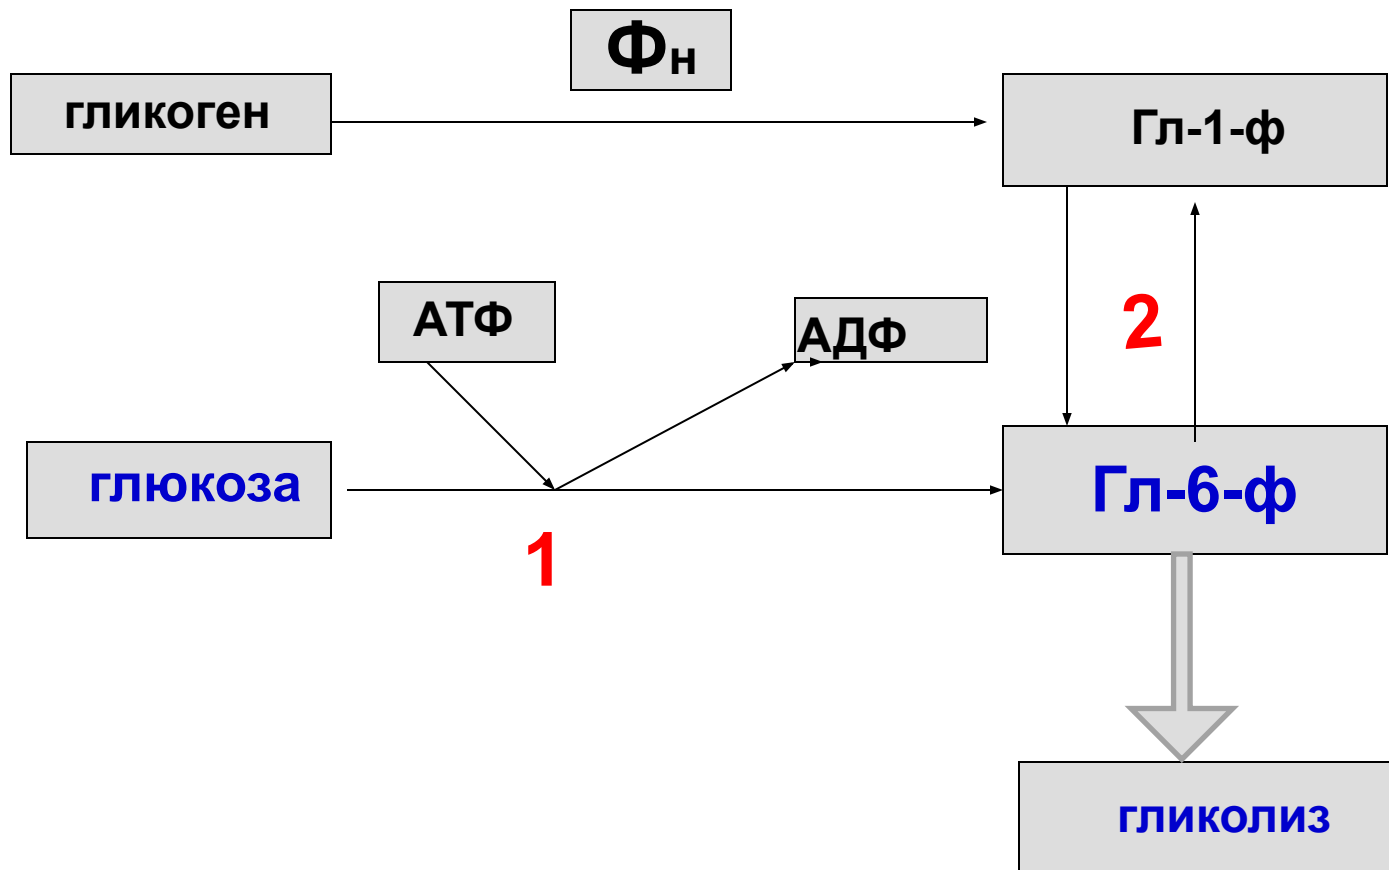 Фн
гликоген
Гл-1-ф
АТФ
АДФ
2
глюкоза
Гл-6-ф
1
гликолиз